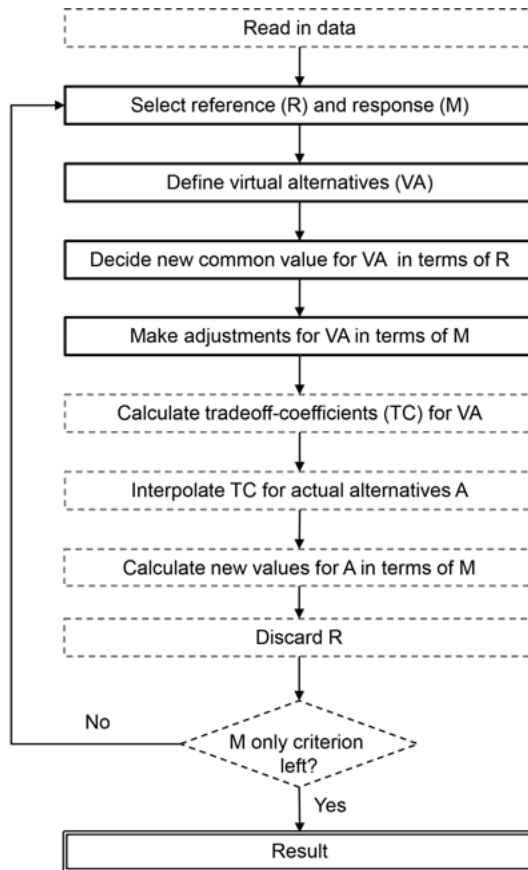 Read in data
Select reference (R) and response (M)
Define virtual alternatives (VA)
Decide new common value for VA in terms of R
Make adjustments for VA in terms of M
Calculate tradeoff-coefficients (TC) for VA
Interpolate TC for actual alternatives A
Calculate new values for A in terms of M
Discard R
No
M only criterion
left?
Yes
Result